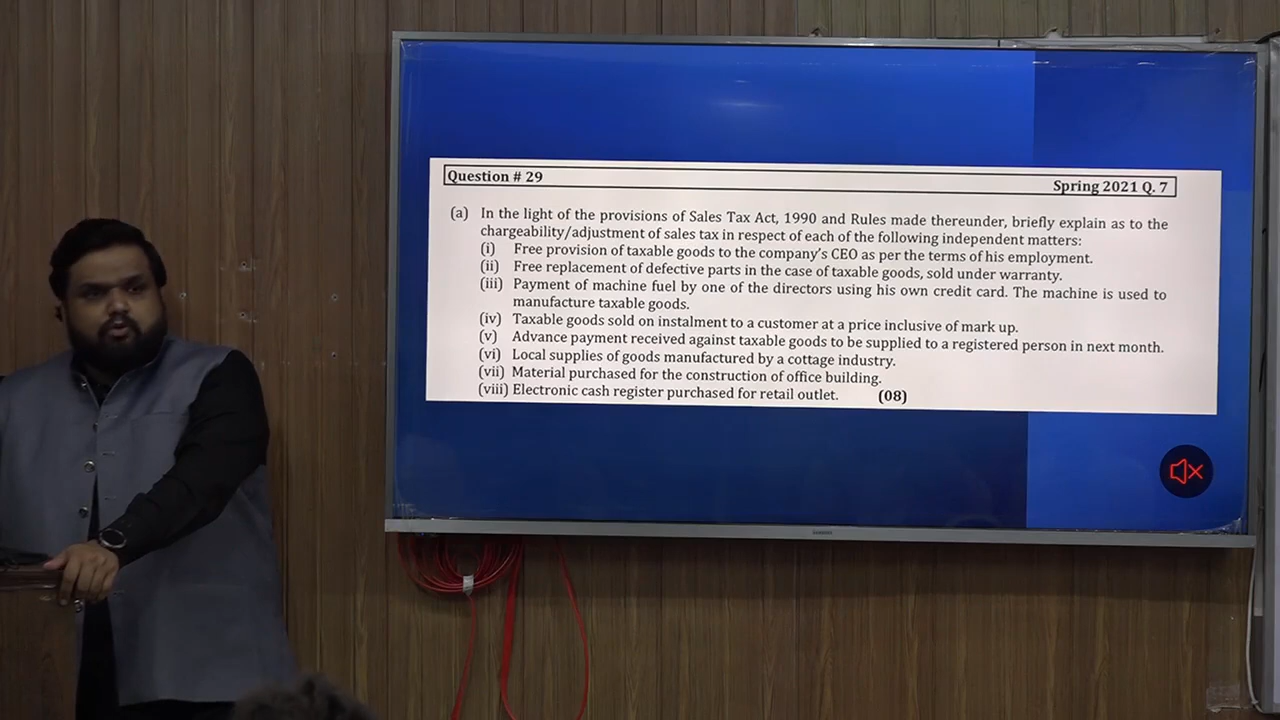 Question # 29
Spring 2021 Q. 7
(a) In the light of the provisions of Sales Tax Act, 1990 and Rules made thereunder, briefly explain as to the
chargeability/adjustment of sales tax in respect of each of the following independent matters:
(i) Free provision of taxable goods to the company's CEO as per the terms of his employment.
(ii) Free replacement of defective parts in the case of taxable goods, sold under warranty.
(iii) Payment of machine fuel by one of the directors using his own credit card. The machine is used to
manufacture taxable goods.
(iv) Taxable goods sold on instalment to a customer at a price inclusive of mark up.
(v) Advance payment received against taxable goods to be supplied to a registered person in next month.
(vi) Local supplies of goods manufactured by a cottage industry.
(vii) Material purchased for the construction of office building.
(viii) Electronic cash register purchased for retail outlet. (08)